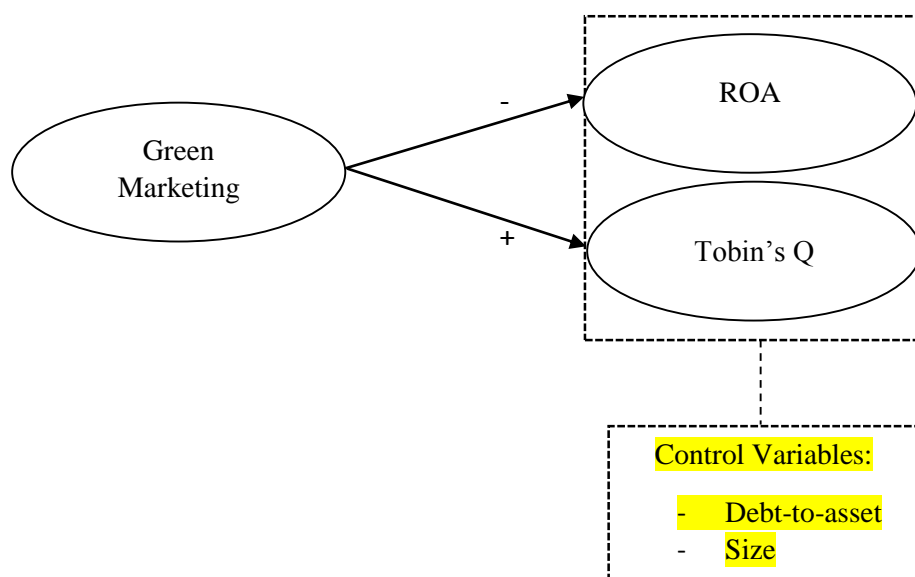 ROA
-
Green
Marketing
+
Tobin’s Q
Control Variables:
- Debt-to-asset
- Size